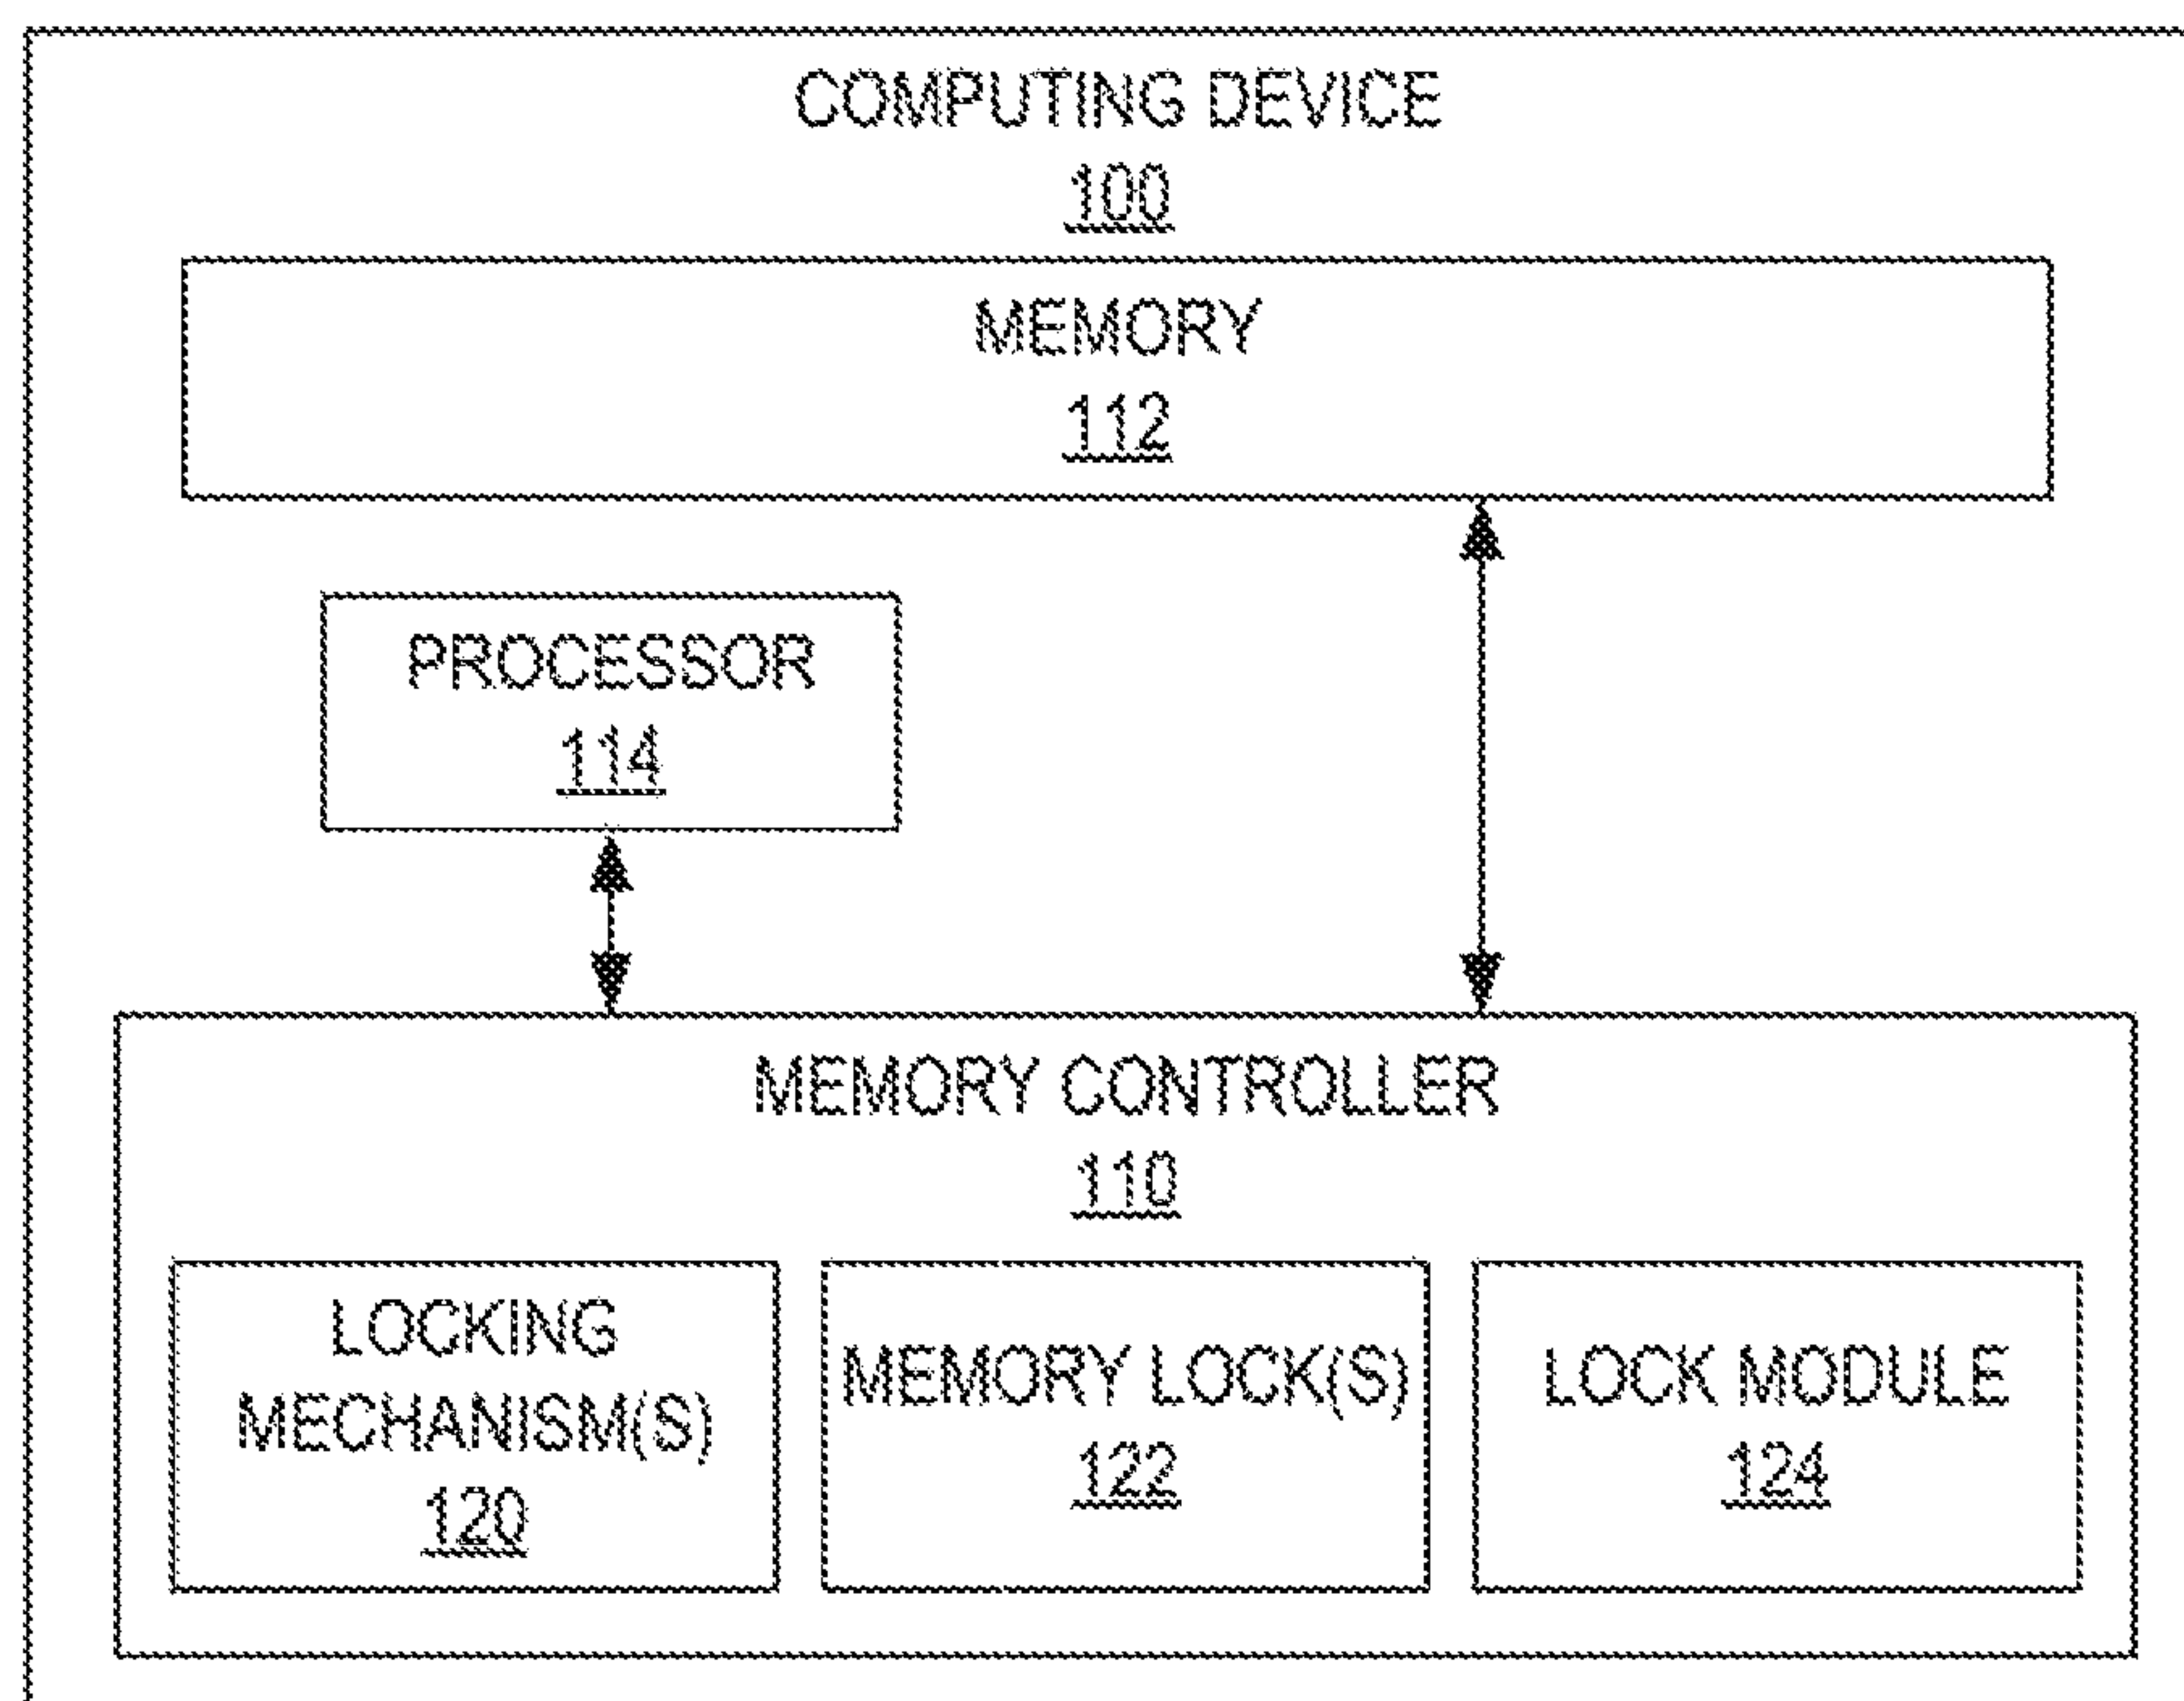 COMPUTING DEVICE
100
MEMORY
112
PROCESSOR
114
MEMORY CONTROLLER
110
LOCKING
MECHANISM(S)
120
MEMORY LOCK(S)
122
LOCK MODULE
124